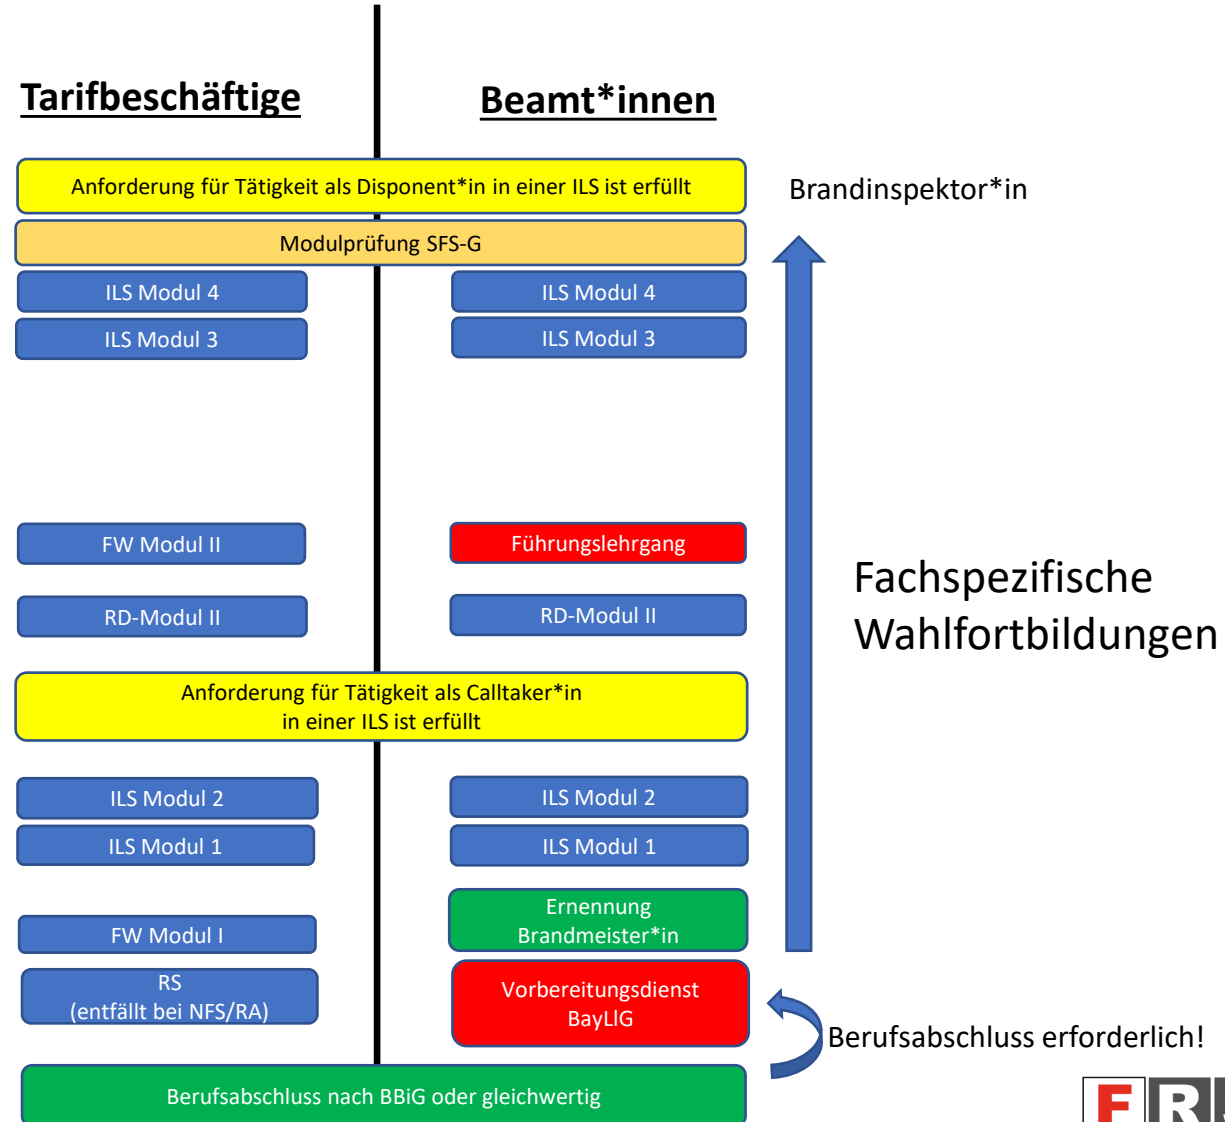 Tarifbeschäftige
Beamt*innen
Anforderung für Tätigkeit als Disponent*in in einer ILS ist erfüllt
Brandinspektor*in
Modulprüfung SFS-G
ILS Modul 4
ILS Modul 4
ILS Modul 3
ILS Modul 3
FW Modul II
Führungslehrgang
Fachspezifische
Wahlfortbildungen
RD-Modul II
RD-Modul II
Anforderung für Tätigkeit als Calltaker*in
in einer ILS ist erfüllt
ILS Modul 2
ILS Modul 2
ILS Modul 1
ILS Modul 1
FW Modul I
Ernennung
Brandmeister*in
RS
(entfällt bei NFS/RA)
Vorbereitungsdienst
BayLlG
Berufsabschluss erforderlich!
Berufsabschluss nach BBiG oder gleichwertig
FR